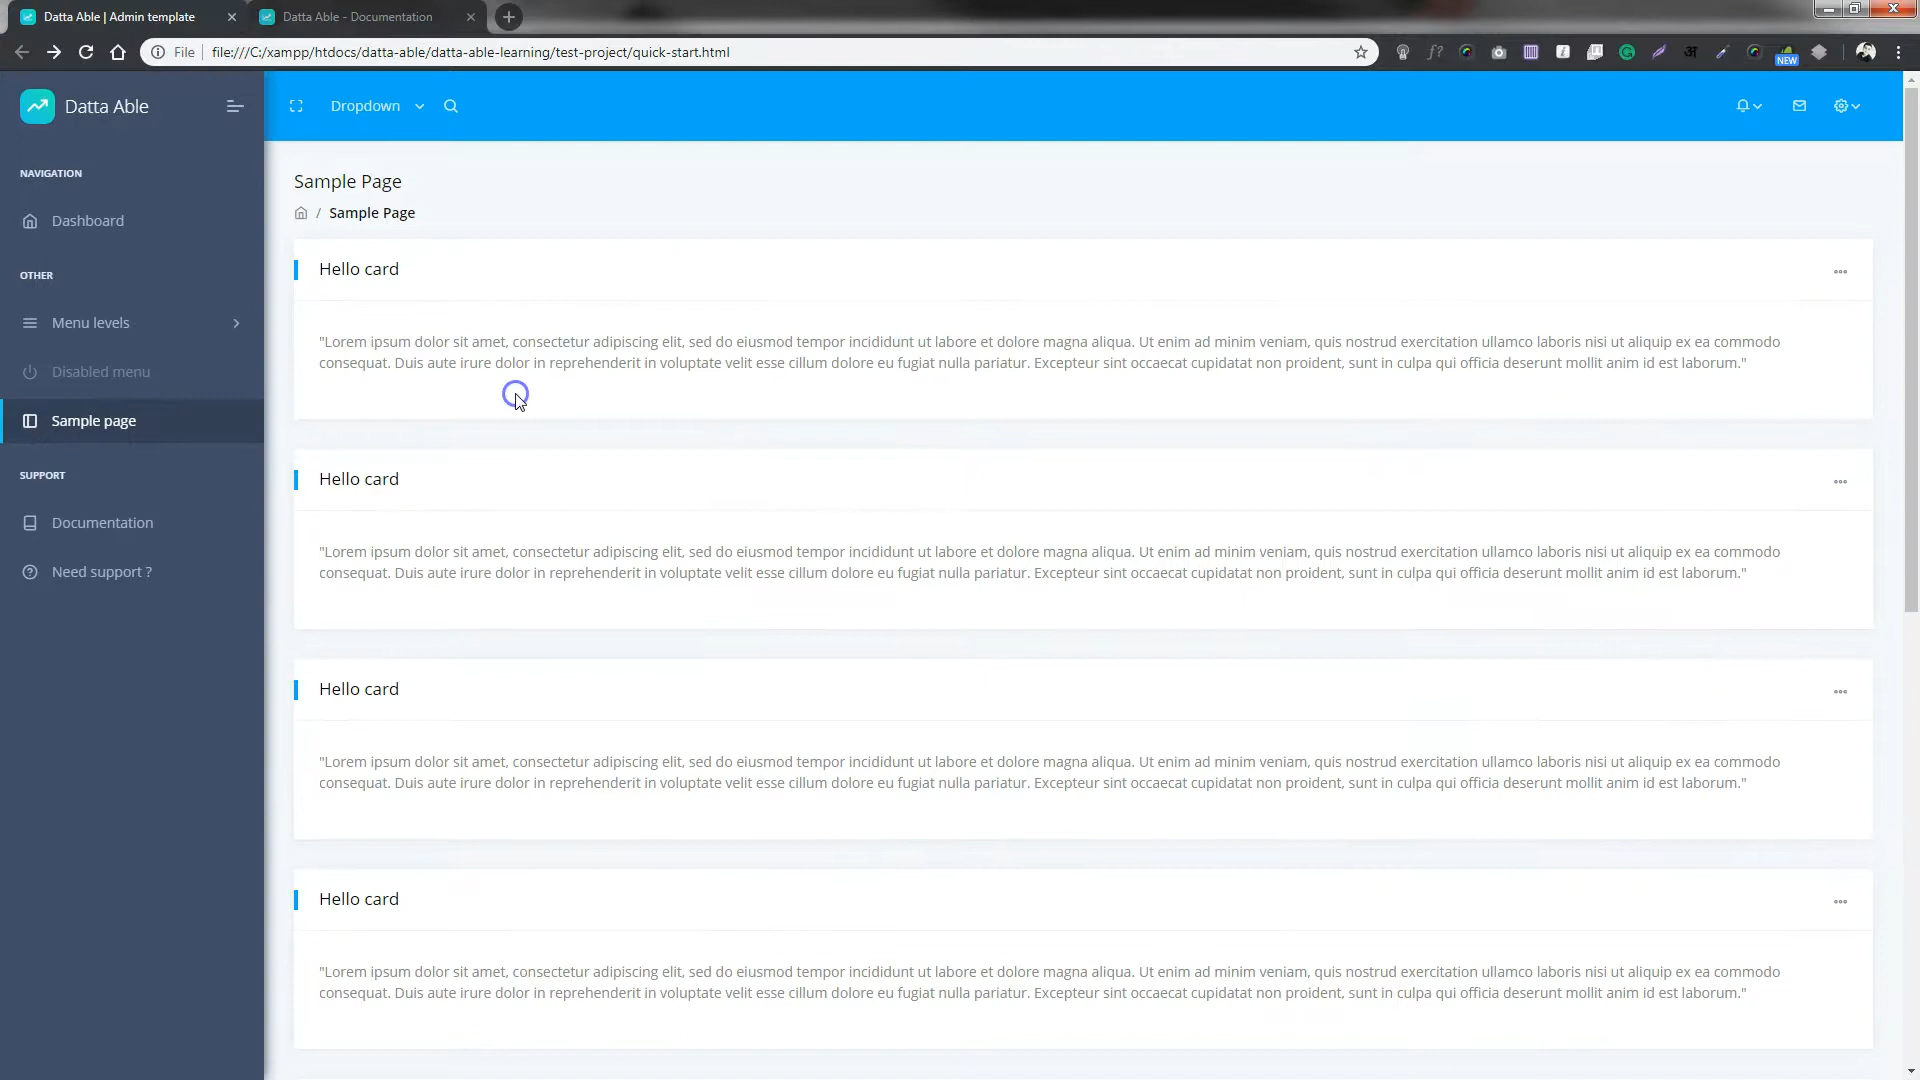 Datta Able | Admin template
Datta Able - Documentation
File
file:///C:/xampp/htdocs/datta-able/datta-able-learning/test-project/quick-start.html
NEW
Datta Able
Dropdown
NAVIGATION
Dashboard
OTHER
Menu levels
Disabled menu
Sample page
SUPPORT
Documentation
Need support ?
Sample Page
/ Sample Page
Hello card
"Lorem ipsum dolor sit amet, consectetur adipiscing elit, sed do eiusmod tempor incididunt ut labore et dolore magna aliqua. Ut enim ad minim veniam, quis nostrud exercitation ullamco laboris nisi ut aliquip ex ea commodo
consequat. Duis aute irure dolor in reprehenderit in voluptate velit esse cillum dolore eu fugiat nulla pariatur. Excepteur sint occaecat cupidatat non proident, sunt in culpa qui officia deserunt mollit anim id est laborum."
Hello card
"Lorem ipsum dolor sit amet, consectetur adipiscing elit, sed do eiusmod tempor incididunt ut labore et dolore magna aliqua. Ut enim ad minim veniam, quis nostrud exercitation ullamco laboris nisi ut aliquip ex ea commodo
consequat. Duis aute irure dolor in reprehenderit in voluptate velit esse cillum dolore eu fugiat nulla pariatur. Excepteur sint occaecat cupidatat non proident, sunt in culpa qui officia deserunt mollit anim id est laborum."
Hello card
"Lorem ipsum dolor sit amet, consectetur adipiscing elit, sed do eiusmod tempor incididunt ut labore et dolore magna aliqua. Ut enim ad minim veniam, quis nostrud exercitation ullamco laboris nisi ut aliquip ex ea commodo
consequat. Duis aute irure dolor in reprehenderit in voluptate velit esse cillum dolore eu fugiat nulla pariatur. Excepteur sint occaecat cupidatat non proident, sunt in culpa qui officia deserunt mollit anim id est laborum."
Hello card
"Lorem ipsum dolor sit amet, consectetur adipiscing elit, sed do eiusmod tempor incididunt ut labore et dolore magna aliqua. Ut enim ad minim veniam, quis nostrud exercitation ullamco laboris nisi ut aliquip ex ea commodo
consequat. Duis aute irure dolor in reprehenderit in voluptate velit esse cillum dolore eu fugiat nulla pariatur. Excepteur sint occaecat cupidatat non proident, sunt in culpa qui officia deserunt mollit anim id est laborum."